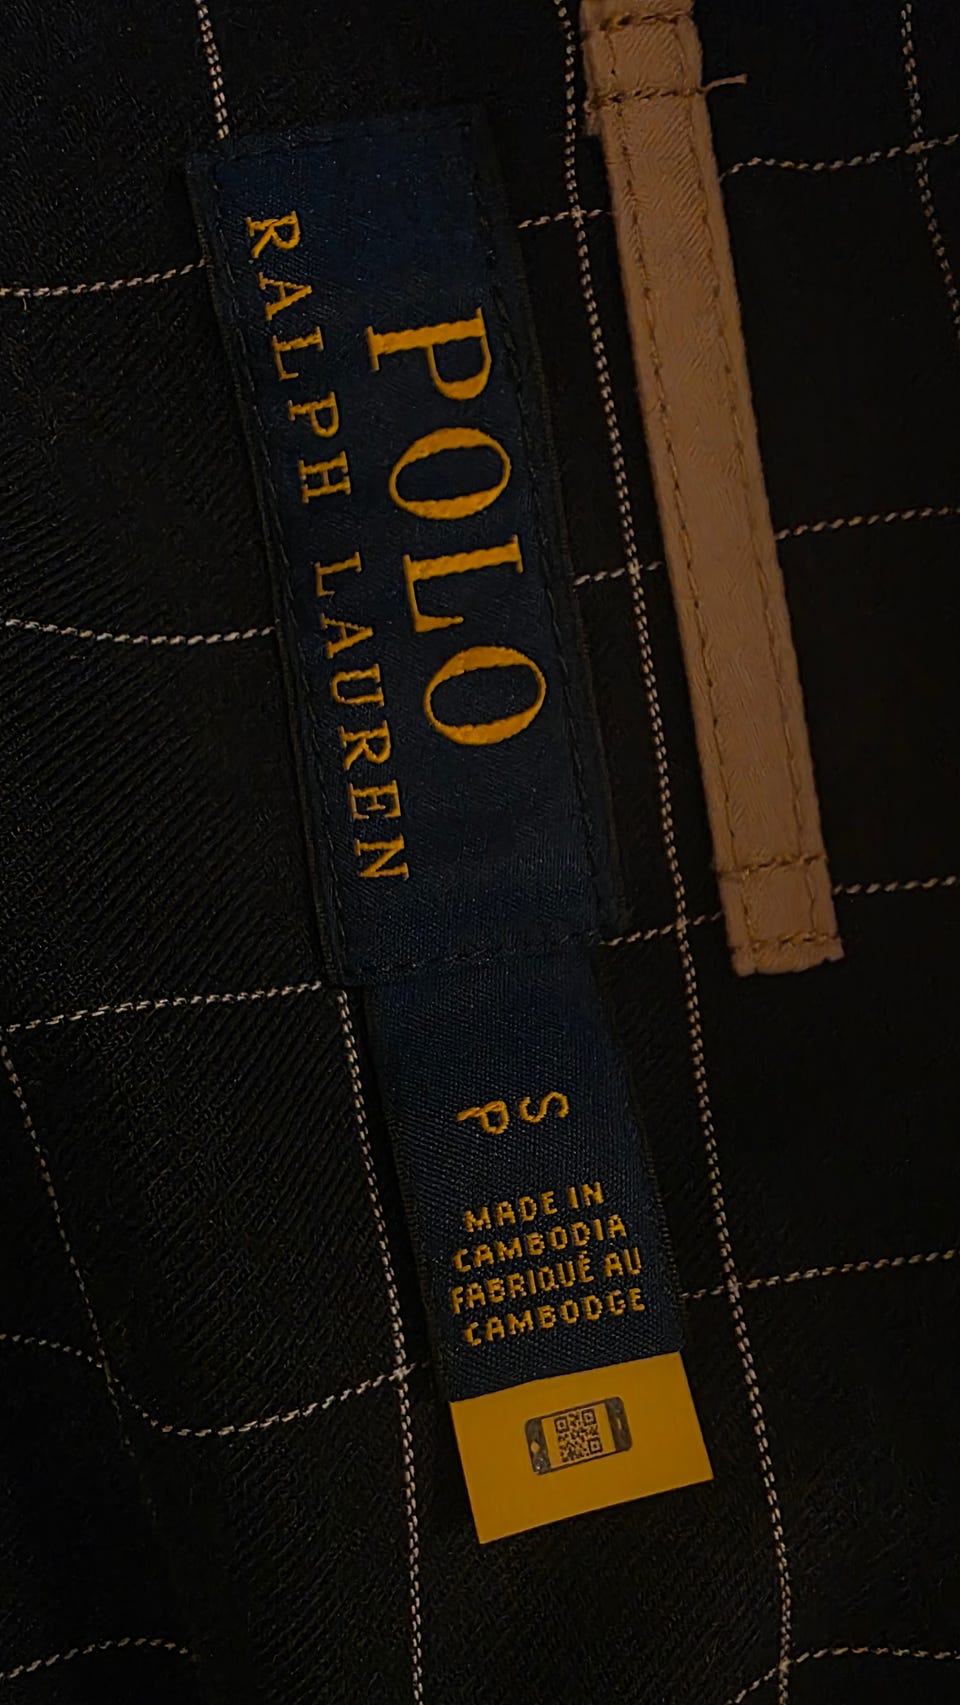 POLO
RALPH LAUREN
S
P
MADE IN
CAMBODIA
FABRIQUÉ AU
CAMBODGE